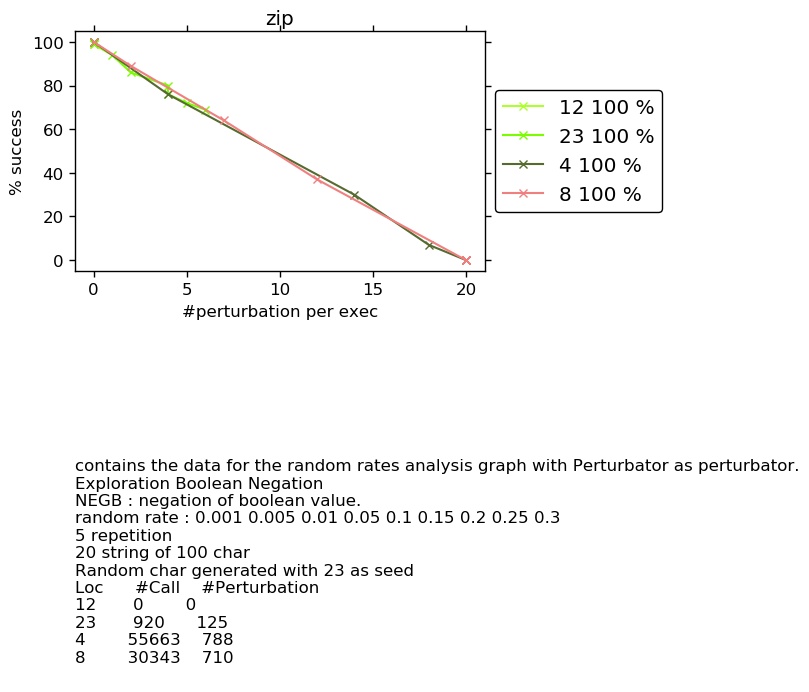 zip
100
80
60
40
20
0
% success
0 5 10 15 20
#perturbation per exec
12 100 %
23 100 %
4 100 %
8 100 %
contains the data for the random rates analysis graph with Perturbator as perturbator.
Exploration Boolean Negation
NEGB : negation of boolean value.
random rate : 0.001 0.005 0.01 0.05 0.1 0.15 0.2 0.25 0.3
5 repetition
20 string of 100 char
Random char generated with 23 as seed
Loc #Call #Perturbation
12 0 0
23 920 125
4 55663 788
8 30343 710